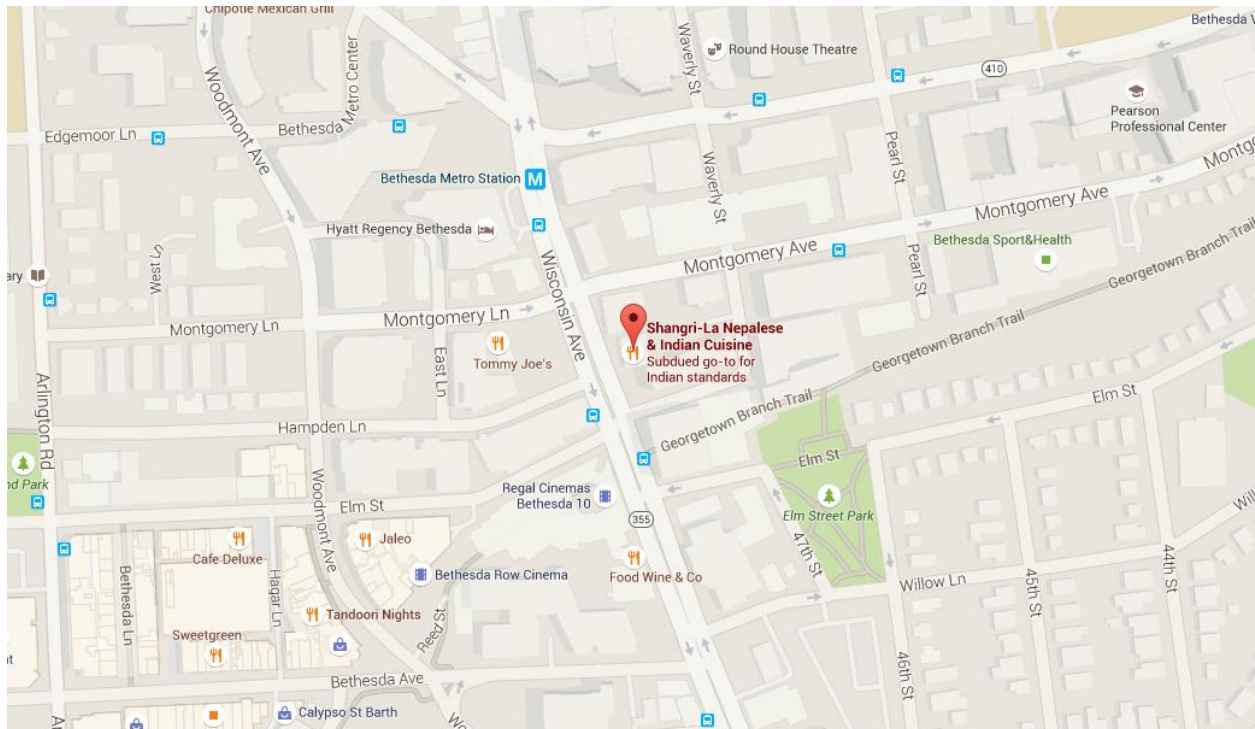 Chipotle Mexican Grill
Bethesda
Waverly St
Round House Theatre
410
Woodmont Ave
Bethesda Metro Center
Pearson
Professional Center
Edgemoor Ln
Pearl St
Bethesda Metro Station
M
Waverly St
Montgomery Ave
Hyatt Regency Bethesda
Bethesda Sport&Health
Pearl St
Montgomery Ave
Georgetown Branch Trail
West Ln
Wisconsin Ave
Montgomery Ln
Montgomery Ln
Shangri-La Nepalese
& Indian Cuisine
Subdued go-to for
Indian standards
Tommy Joe's
East Ln
Georgetown Branch Trail
Arlington Rd
Elm St
Georgetown Branch Trail
Hampden Ln
Elm St
Woodmont Ave
Park
Regal Cinemas
Bethesda 10
Elm St
355
Elm Street Park
Jaleo
Cafe Deluxe
47th St
44th St
Bethesda Row Cinema
Food Wine & Co
Willow Ln
45th St
Bethesda Ln
Hagar Ln
Tandoori Nights
Reed St
Sweetgreen
46th St
Bethesda Ave
Calypso St Barth